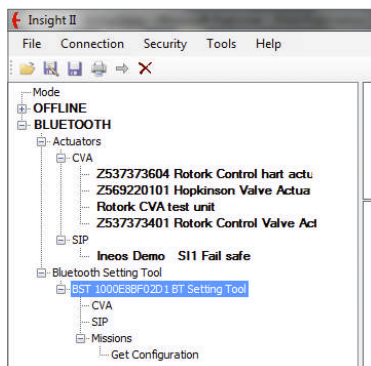 Insight II
File Connection Security Tools Help
Mode
OFFLINE
BLUETOOTH
Actuators
CVA
Z537373604 Rotork Control hart actu
Z569220101 Hopkinson Valve Actua
Rotork CVA test unit
Z537373401 Rotork Control Valve Act
SIP
Ineos Demo SI1 Fail safe
Bluetooth Setting Tool
BST 1000E8BF02D1 BT Setting Tool
CVA
SIP
Missions
Get Configuration